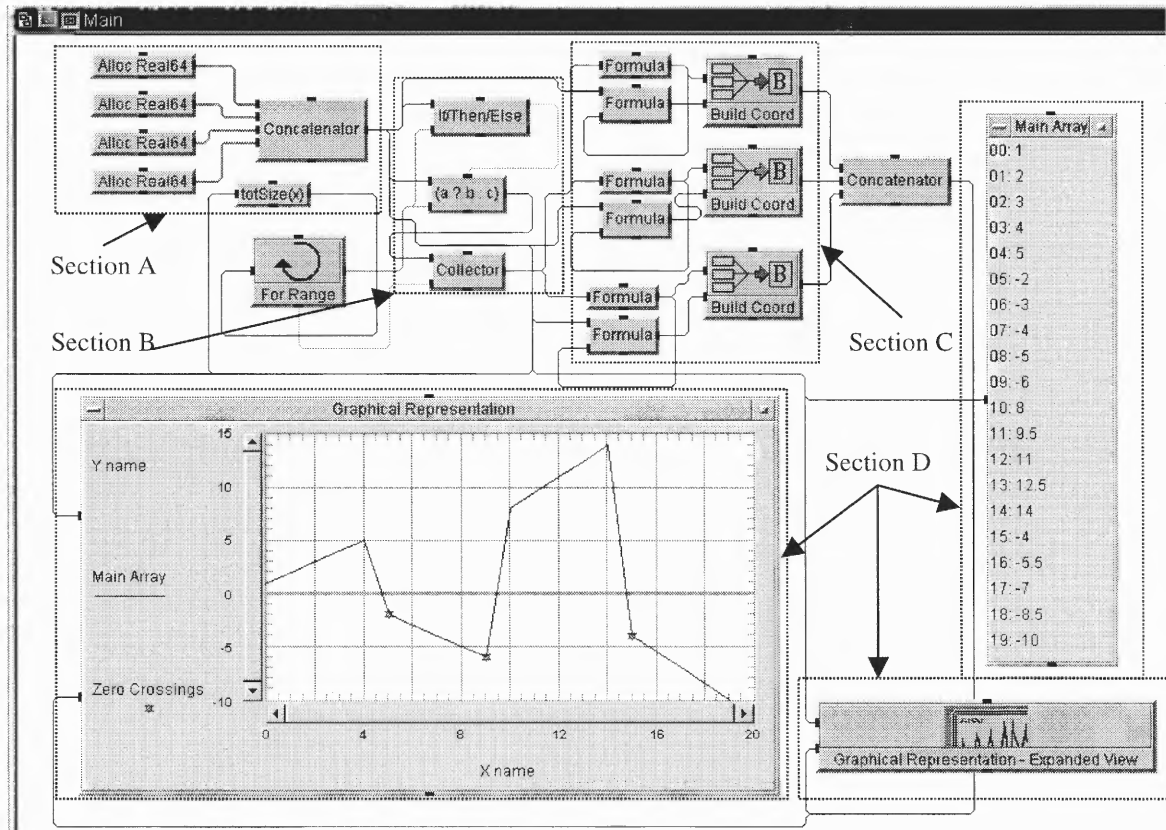 Main
Alloc Real64
Alloc Real64
Alloc Real64
Alloc Real64
Concatenator
totSize(x)
Section A
For Range
Section B
If/Then/Else
(a ? b : c)
Collector
Formula
Formula
B
Build Coord
Formula
Formula
B
Build Coord
Formula
Formula
B
Build Coord
Section C
Concatenator
Main Array
00: 1
01: 2
02: 3
03: 4
04: 5
05: -2
06: -3
07: -4
08: -5
09: -6
10: 8
11: 9.5
12: 11
13: 12.5
14: 14
15: -4
16: -5.5
17: -7
18: -8.5
19: -10
Section D
Graphical Representation
Y name
Main Array
Zero Crossings
15
10
5
0
-5
-10
0
4
8
12
16
20
X name
Graphical Representation - Expanded View